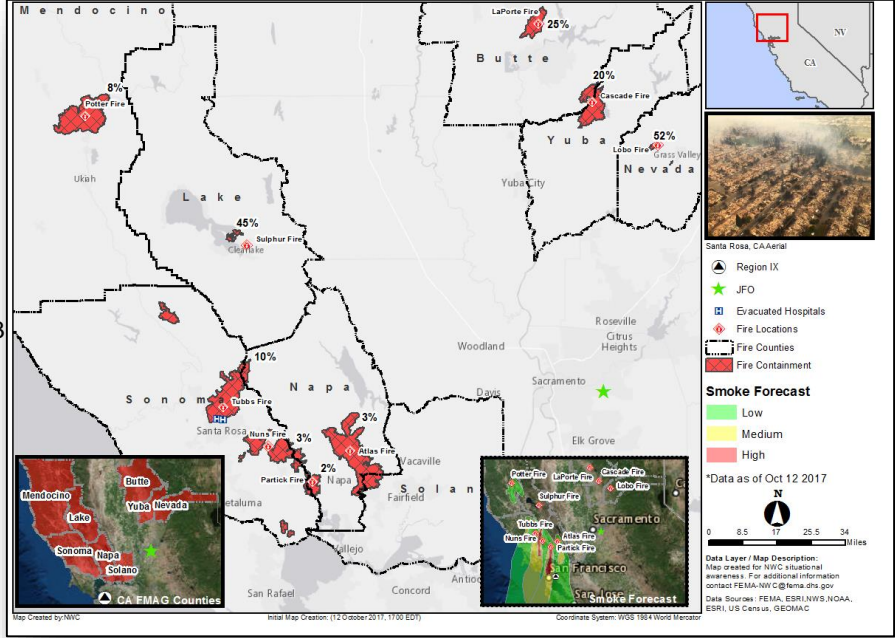 Mendocino
LaPorte Fire
25%
Butte
20%
Cascade Fire
8%
Potter Fire
Yuba
52%
Lobo Fire
Grass Valley
Nevada
Ukiah
Yuba City
Lake
45%
Sulphur Fire
Clearlake
Roseville
Citrus
Heights
Woodland
10%
Napa
Sacramento
Davis
Sonoma
Tubbs Fire
H H
Santa Rosa
3%
Nuns Fire
3%
Atlas Fire
Elk Grove
2%
Partick Fire
Napa
Vacaville
Solan
Fairfield
etaluma
Vallejo
San Rafael
Concord
Antioc
Mendocino
Butte
Lake
Yuba
Nevada
Sonoma
Napa
Solano
CA FMAG Counties
Potter Fire
LaPorte Fire
Cascade Fire
Lobo Fire
Ca
Sulphur Fire
Sacramento
Tubbs Fire
Nuns Fire
Atlas Fire
Partick Fire
San Francisco
San Jose
Smoke Forecast
NV
CA
Santa Rosa, CAAerial
Region IX
JFO
H Evacuated Hospitals
Fire Locations
Fire Counties
Fire Containment
Smoke Forecast
Low
Medium
High
*Data as of Oct 12 2017
N
0 8.5 17 25.5 34
Miles
Data Layer / Map Description:
Map created for NWC situational
awareness. For additional information
contact FEMA-NWC@fema.dhs.gov
Data Sources: FEMA, ESRI,NWS,NOAA,
ESRI, US Census, GEOMAC
Map Created by:NWC
Initial Map Creation: (12 October 2017, 1700 EDT)
Coordinate System: WGS 1984 World Mercator